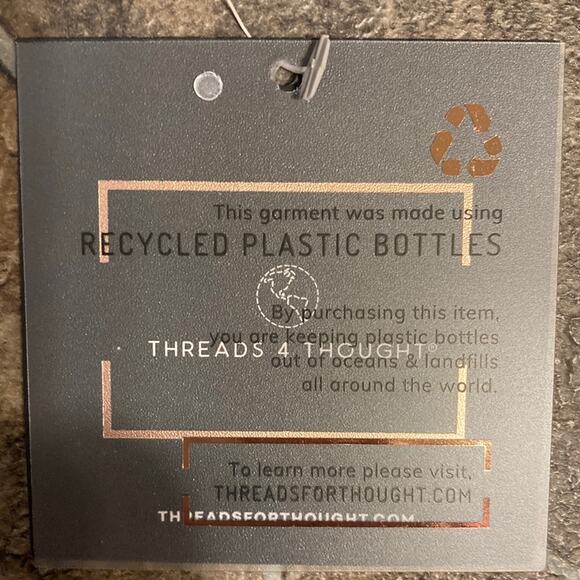 This garment was made using
RECYCLED PLASTIC BOTTLES
By purchasing this item,
you are keeping plastic bottles
THREADS 4 THOUGHT®
out of oceans & landfills
all around the world.
To learn more please visit,
THREADSFORTHOUGHT.COM
THREADSFORTHOUGHT.COM